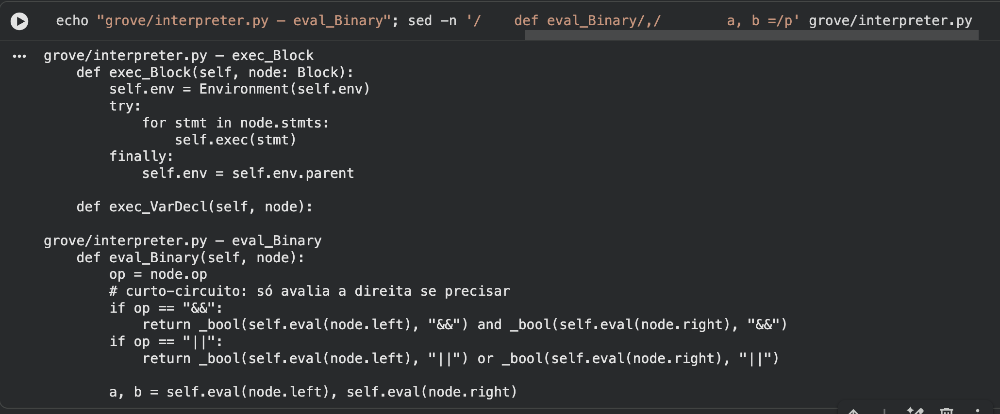 echo "grove/interpreter.py — eval_Binary"; sed -n '/    def eval_Binary/,/        a, b =/p' grove/interpreter.py
grove/interpreter.py — exec_Block
    def exec_Block(self, node: Block):
        self.env = Environment(self.env)
        try:
            for stmt in node.stmts:
                self.exec(stmt)
        finally:
            self.env = self.env.parent

    def exec_VarDecl(self, node):

grove/interpreter.py — eval_Binary
    def eval_Binary(self, node):
        op = node.op
        # curto-circuito: só avalia a direita se precisar
        if op == "&&":
            return _bool(self.eval(node.left), "&&") and _bool(self.eval(node.right), "&&")
        if op == "||":
            return _bool(self.eval(node.left), "||") or _bool(self.eval(node.right), "||")

        a, b = self.eval(node.left), self.eval(node.right)